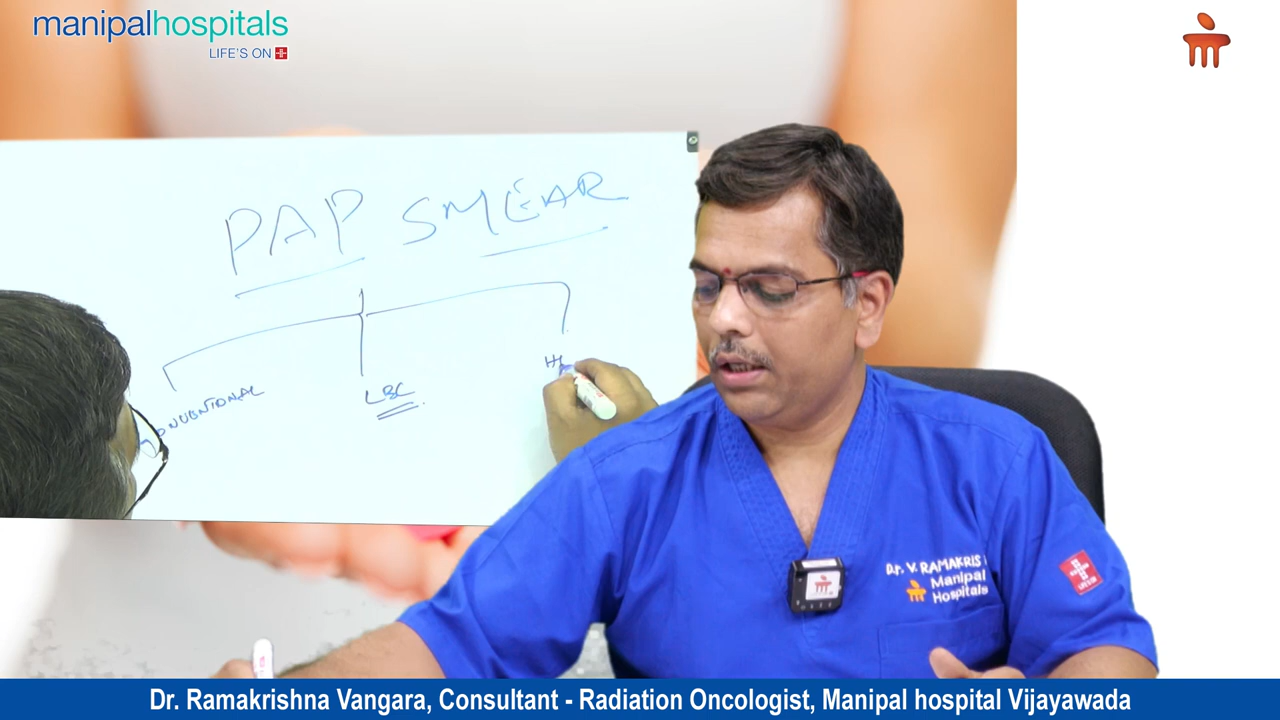 manipalhospitals
LIFE'S ON
PAP SMEAR
CONVENTIONAL
LBC
Dr. V. RAMAKRIS
Manipal
Hospitals
Dr. Ramakrishna Vangara, Consultant - Radiation Oncologist, Manipal hospital Vijayawada